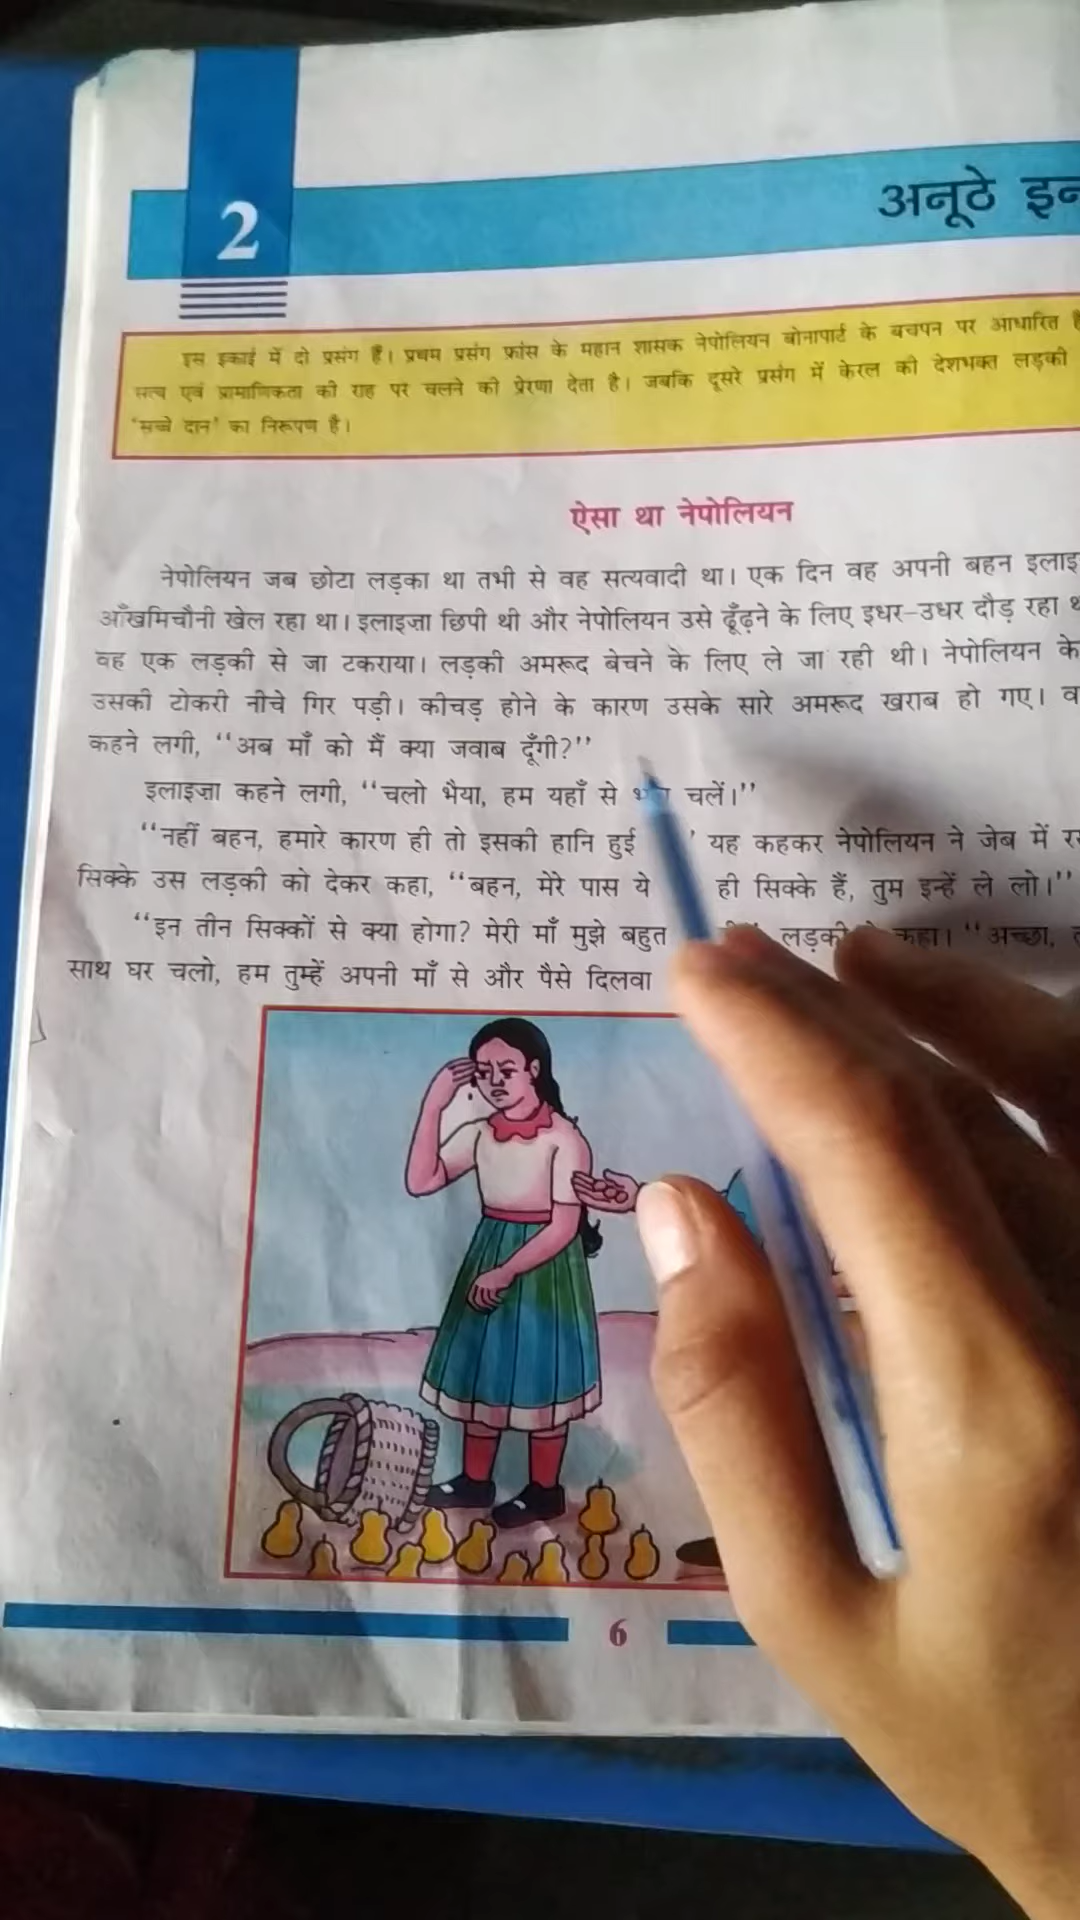 2
अनूठे
इस इकाई में दो प्रसंग हैं। प्रथम प्रसंग फ्रांस के महान शासक नेपोलियन बोनापार्ट के बचपन पर आधारित
सत्य एवं प्रामाणिकता की राह पर चलने की प्रेरणा देता है। जबकि दूसरे प्रसंग में केरल की देशभक्त लड़की
'सच्चे दान' का निरूपण है।
ऐसा था नेपोलियन
नेपोलियन जब छोटा लड़का था तभी से वह सत्यवादी था। एक दिन वह अपनी बहन
आँखमिचौनी खेल रहा था। इलाइज़ा छिपी थी और नेपोलियन उसे ढूँढ़ने के लिए इधर-उधर दौड़ रहा
वह एक लड़की से जा टकराया। लड़की अमरूद बेचने के लिए ले जा रही थी। नेपोलियन के
उसकी टोकरी नीचे गिर पड़ी। कीचड़ होने के कारण उसके सारे अमरूद खराब हो गए।
कहने लगी, ''अब माँ को मैं क्या जवाब दूँगी?''
इलाइज़ा कहने लगी, ''चलो भैया, हम यहाँ से चलें।''
''नहीं बहन, हमारे कारण ही तो इसकी हानि हुई यह कहकर नेपोलियन ने जेब में
सिक्के उस लड़की को देकर कहा, ''बहन, मेरे पास ये ही सिक्के हैं, तुम इन्हें ले लो।''
''इन तीन सिक्कों से क्या होगा? मेरी माँ मुझे बहुत लड़की कहा। ''अच्छा,
साथ घर चलो, हम तुम्हें अपनी माँ से और पैसे दिलवा
6